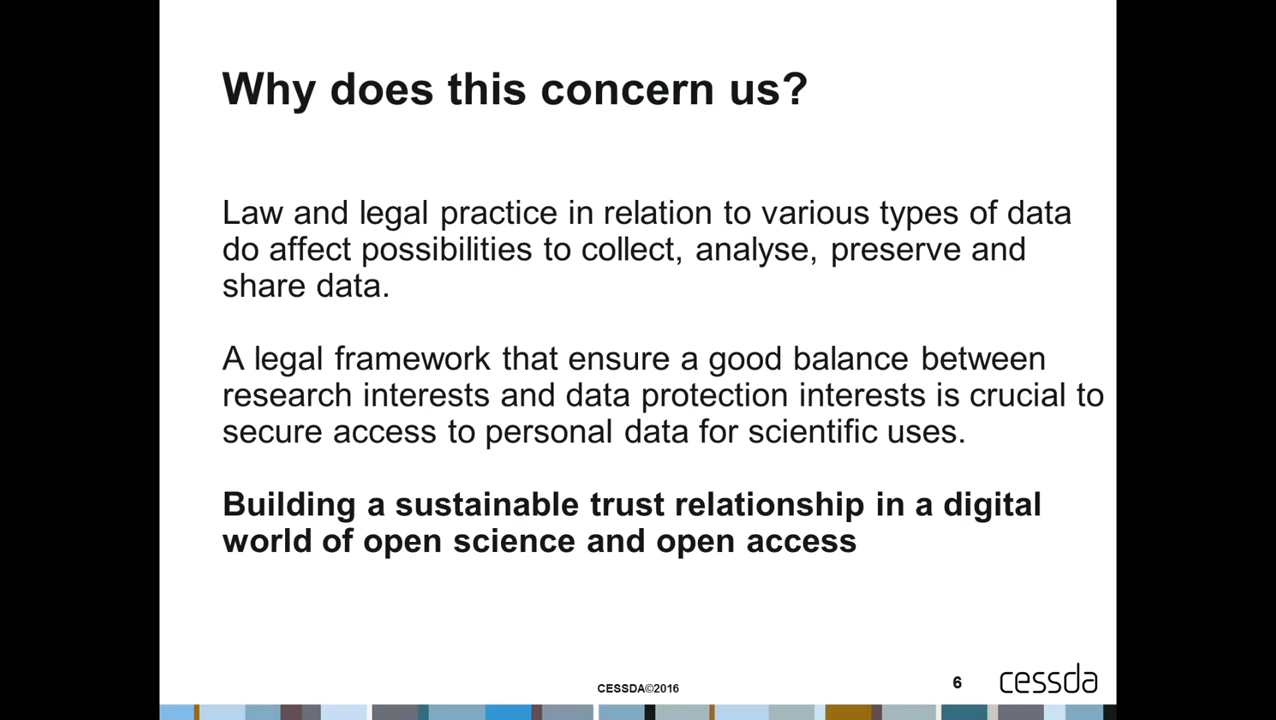 Why does this concern us?
Law and legal practice in relation to various types of data
do affect possibilities to collect, analyse, preserve and
share data.
A legal framework that ensure a good balance between
research interests and data protection interests is crucial to
secure access to personal data for scientific uses.
Building a sustainable trust relationship in a digital
world of open science and open access
CESSDA©2016
6
cessda